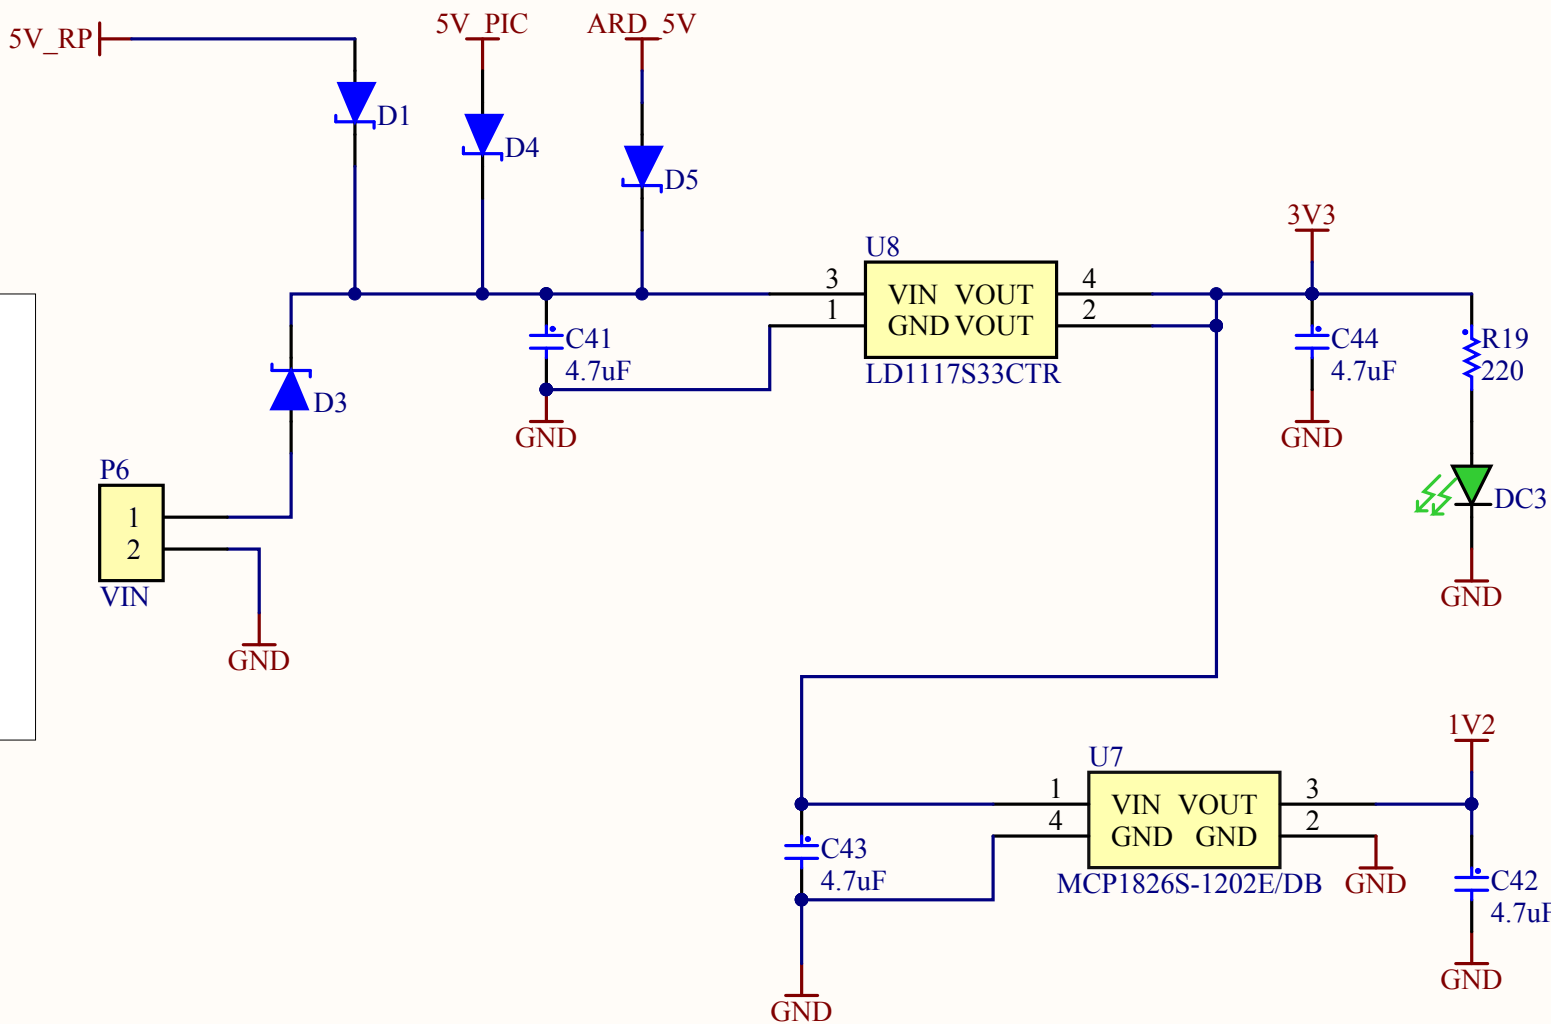 5V_RP
5V_PIC
ARD_5V
D1
D4
D5
3V3
U8
3
VIN
VOUT
4
1
GND
VOUT
2
LD1117S33CTR
C41
4.7uF
GND
C44
4.7uF
GND
R19
220
D3
P6
1
2
VIN
GND
DC3
GND
1V2
U7
1
VIN
VOUT
3
4
GND
GND
2
MCP1826S-1202E/DB
GND
C43
4.7uF
GND
C42
4.7uF
GND